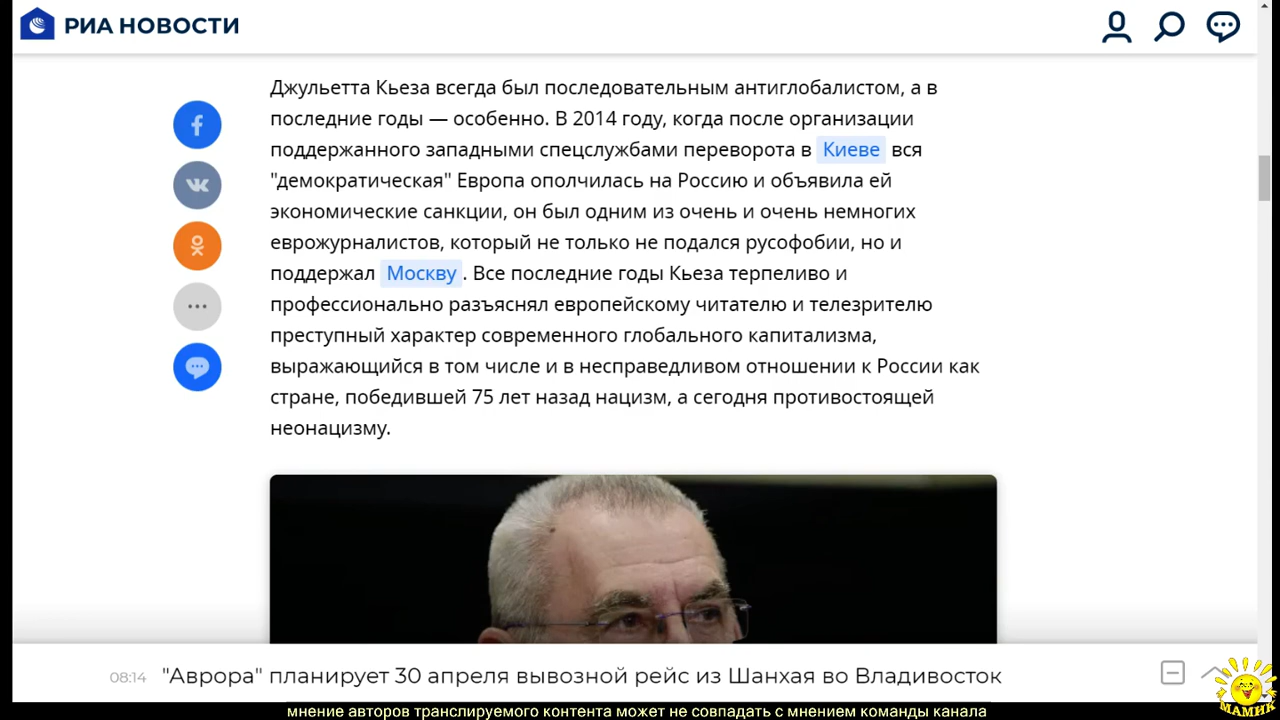 РИА НОВОСТИ
Джульетта Кьеза всегда был последовательным антиглобалистом, а в
последние годы — особенно. В 2014 году, когда после организации
поддержанного западными спецслужбами переворота в Киеве вся
"демократическая" Европа ополчилась на Россию и объявила ей
экономические санкции, он был одним из очень и очень немногих
еврожурналистов, который не только не подался русофобии, но и
поддержал Москву . Все последние годы Кьеза терпеливо и
профессионально разъяснял европейскому читателю и телезрителю
преступный характер современного глобального капитализма,
выражающийся в том числе и в несправедливом отношении к России как
стране, победившей 75 лет назад нацизм, а сегодня противостоящей
неонацизму.
08:14 "Аврора" планирует 30 апреля вывозной рейс из Шанхая во Владивосток
МАМИК
мнение авторов транслируемого контента может не совпадать с мнением команды канала